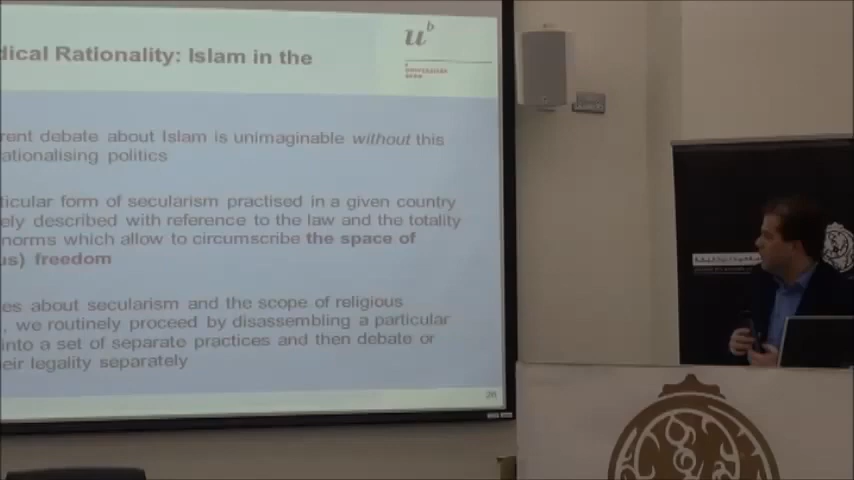 dical Rationality: Islam in the
u^b
rent debate about Islam is unimaginable without this
ationalising politics
ticular form of secularism practised in a given country
ely described with reference to the law and the totality
norms which allow to circumscribe the space of
us) freedom
es about secularism and the scope of religious
, we routinely proceed by disassembling a particular
into a set of separate practices and then debate or
eir legality separately